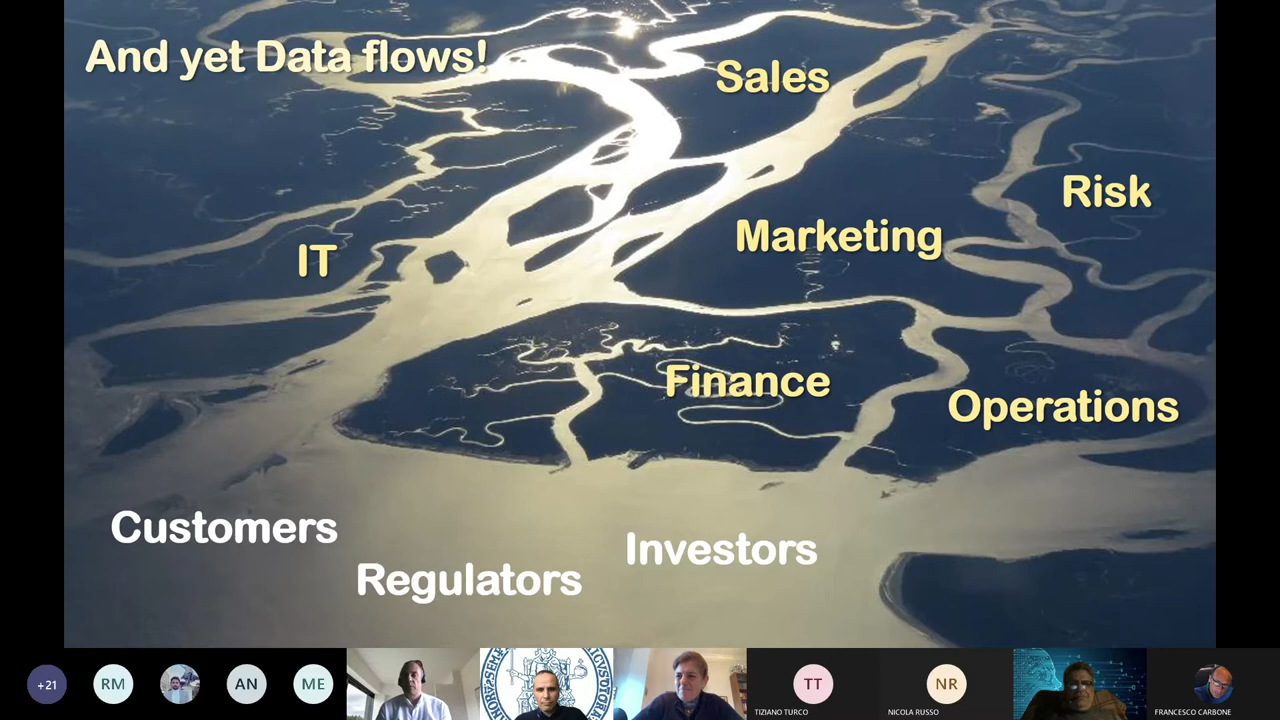 And yet Data flows!
Sales
Risk
Marketing
IT
Finance
Operations
Customers
Investors
Regulators
+21
RM
AN
ME
TT
TIZIANO TURCO
NR
NICOLA RUSSO
FRANCESCO CARBONE